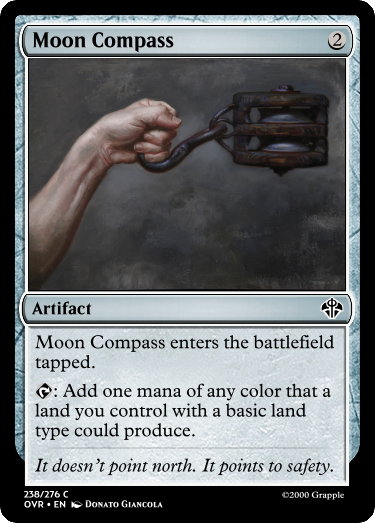 Moon Compass 2
Artifact
Moon Compass enters the battlefield
tapped.
: Add one mana of any color that a
land you control with a basic land
type could produce.
It doesn't point north. It points to safety.
238/276 C
OVR • EN Donato Giancola
©2000 Grapple